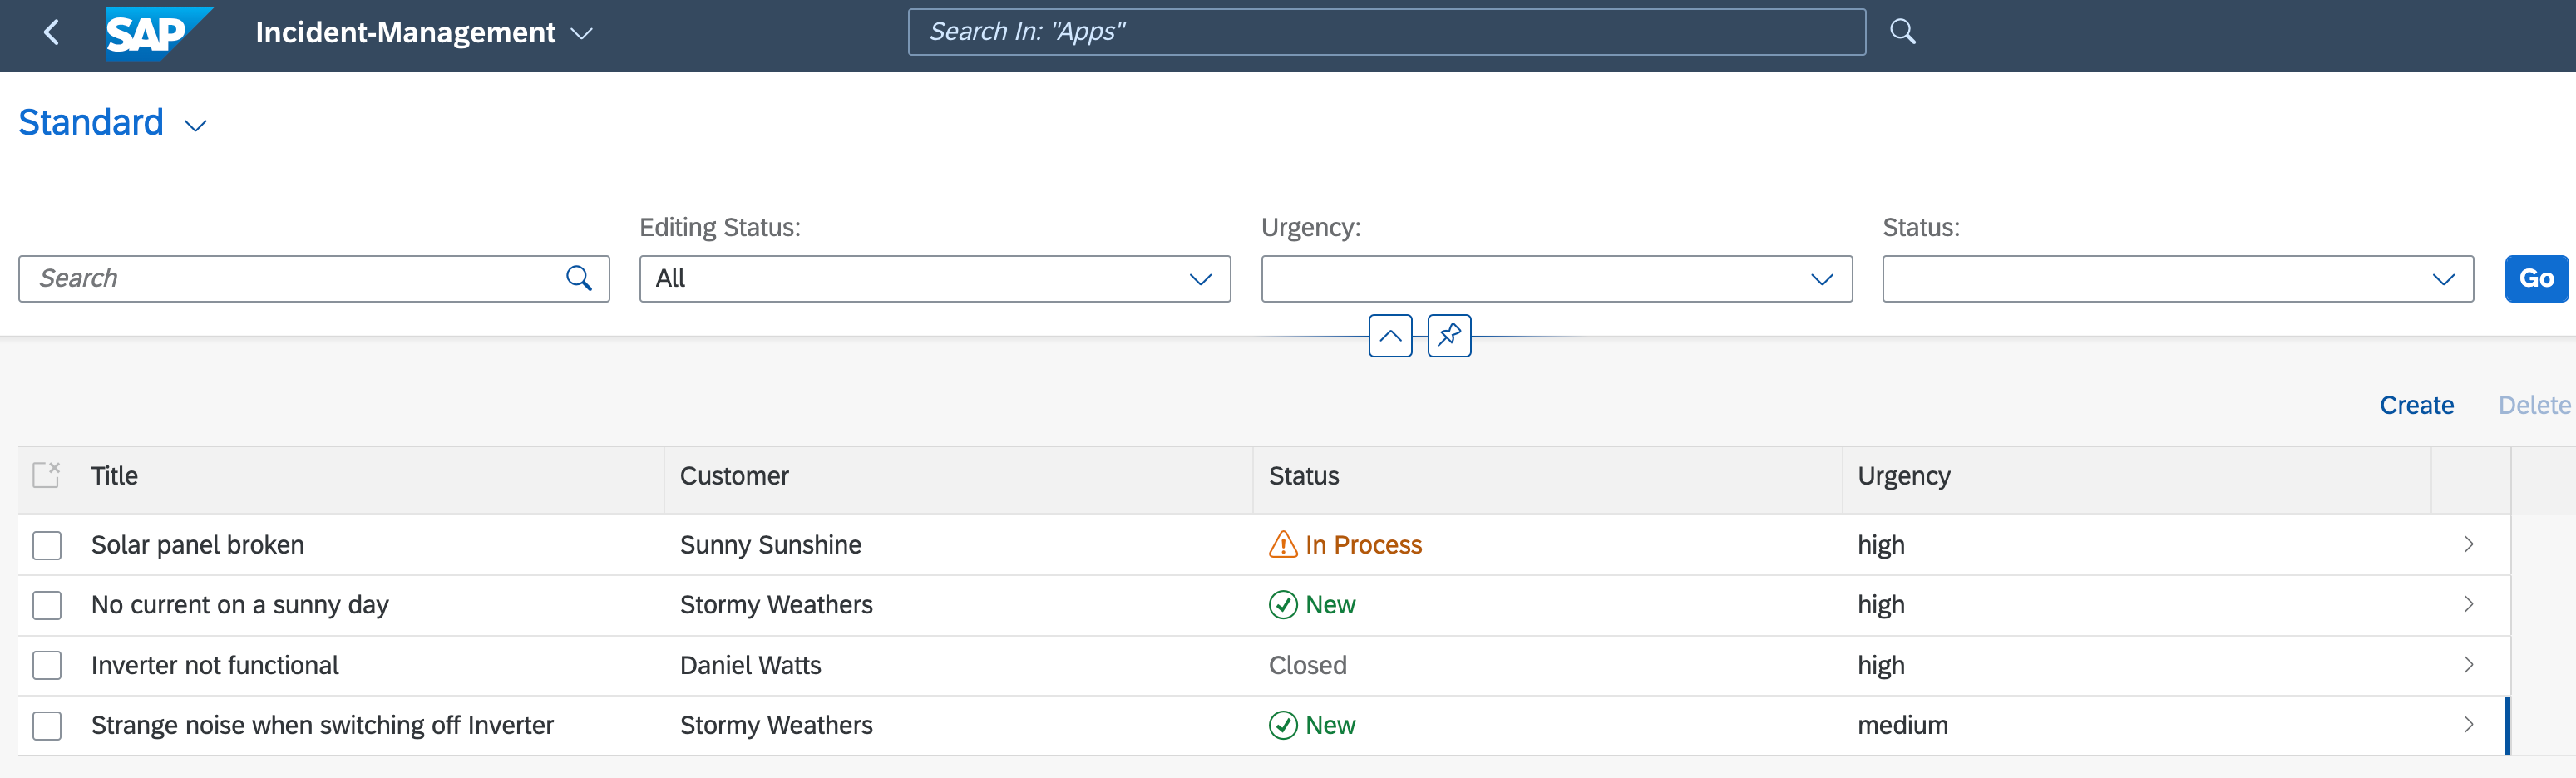 SAP Incident-Management Search In: "Apps"
Standard
Editing Status: Urgency: Status:
Search All Go
Create Delete
Title Customer Status Urgency
Solar panel broken Sunny Sunshine In Process high
No current on a sunny day Stormy Weathers New high
Inverter not functional Daniel Watts Closed high
Strange noise when switching off Inverter Stormy Weathers New medium